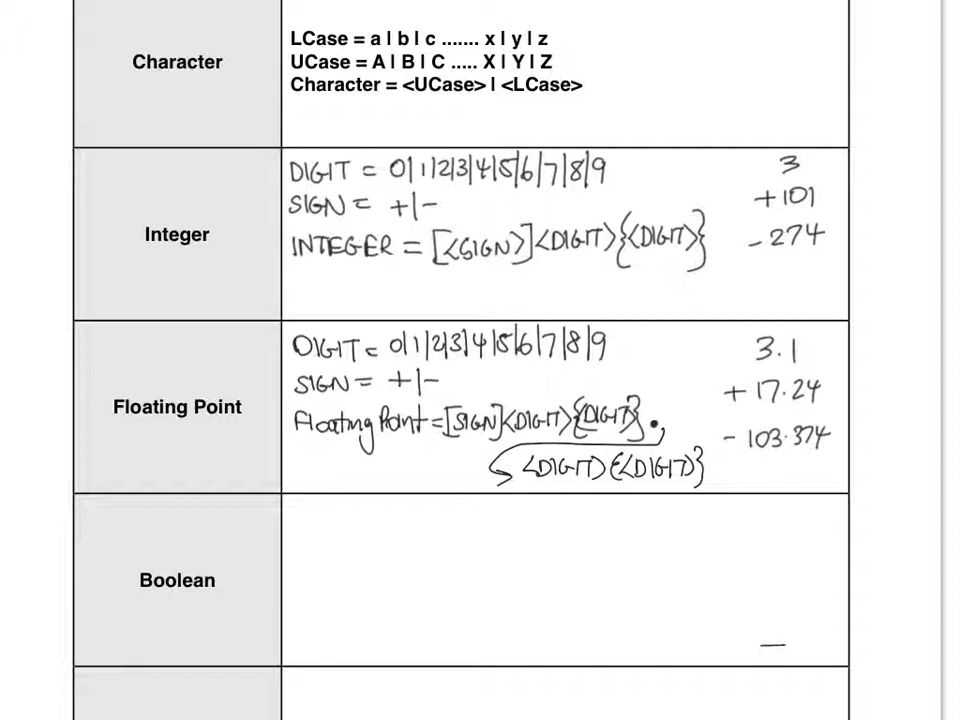 Character
LCase = a | b | c ....... x | y | z
UCase = A | B | C ..... X | Y | Z
Character = <UCase> | <LCase>
Integer
DIGIT = 0|1|2|3|4|5|6|7|8|9
SIGN = +|-
INTEGER = [<SIGN>]<DIGIT>{<DIGIT>}
3
+101
-274
Floating Point
DIGIT = 0|1|2|3|4|5|6|7|8|9
SIGN = +|-
Floating Point = [SIGN]<DIGIT>{DIGIT}.
<DIGIT>{<DIGIT>}
3.1
+17.24
-103.374
Boolean